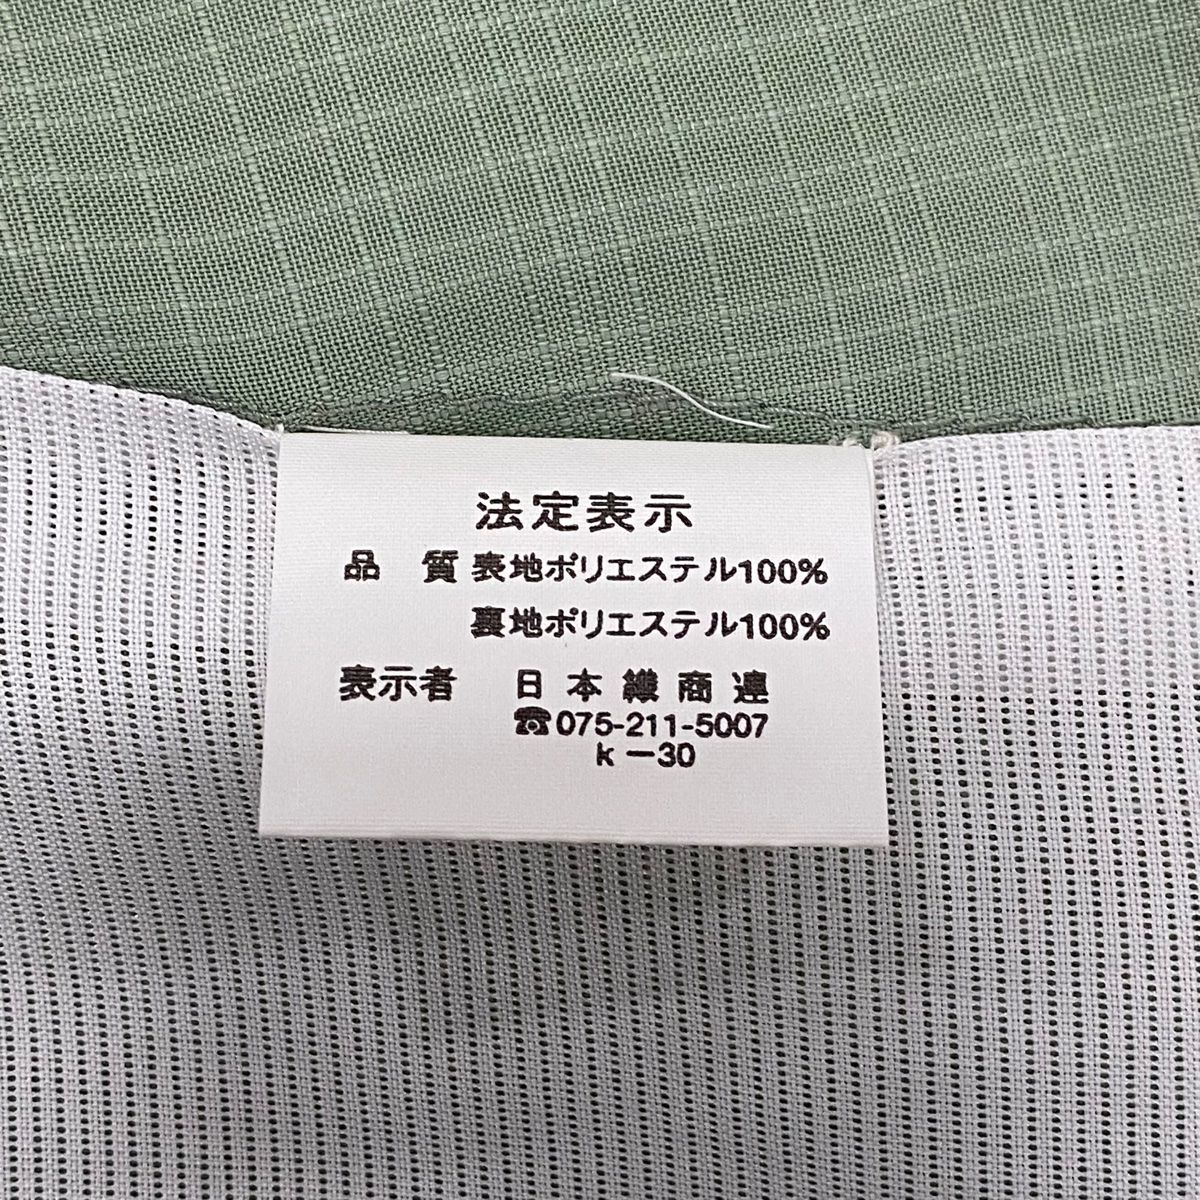 法定表示
品 質 表地ポリエステル100%
裏地ポリエステル100%
表示者 日本繊商連
☎075-211-5007
k-30